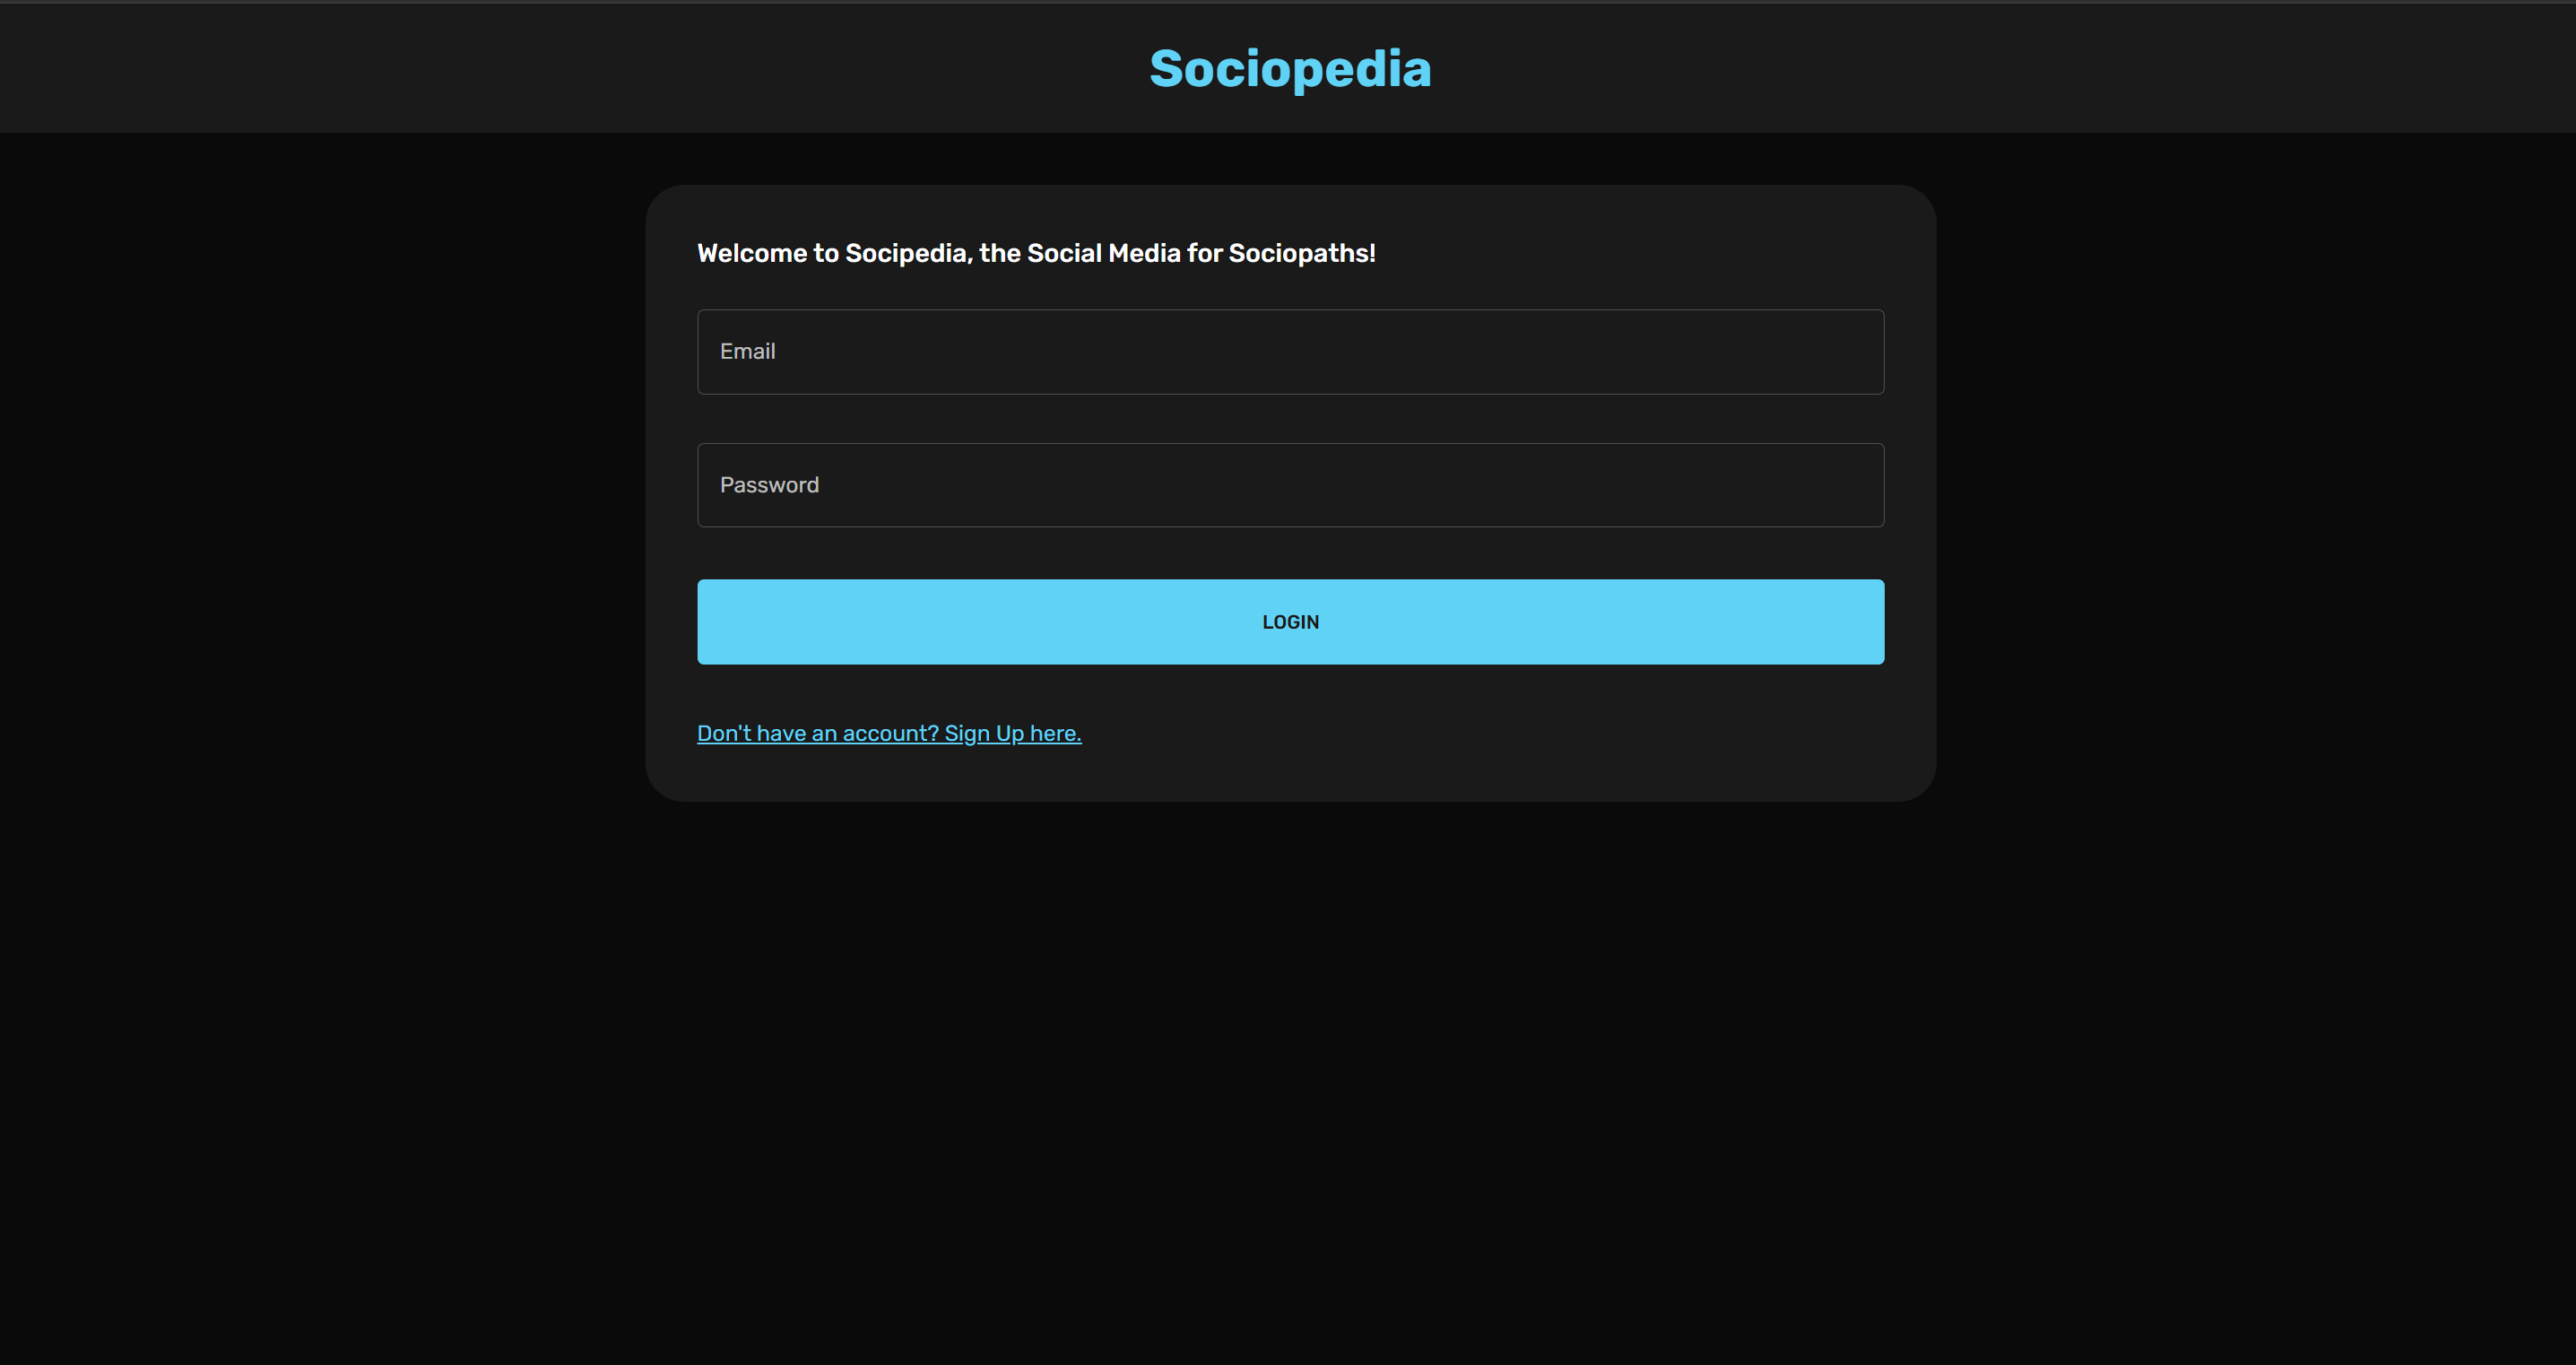 Sociopedia
Welcome to Socipedia, the Social Media for Sociopaths!
Email
Password
LOGIN
Don't have an account? Sign Up here.